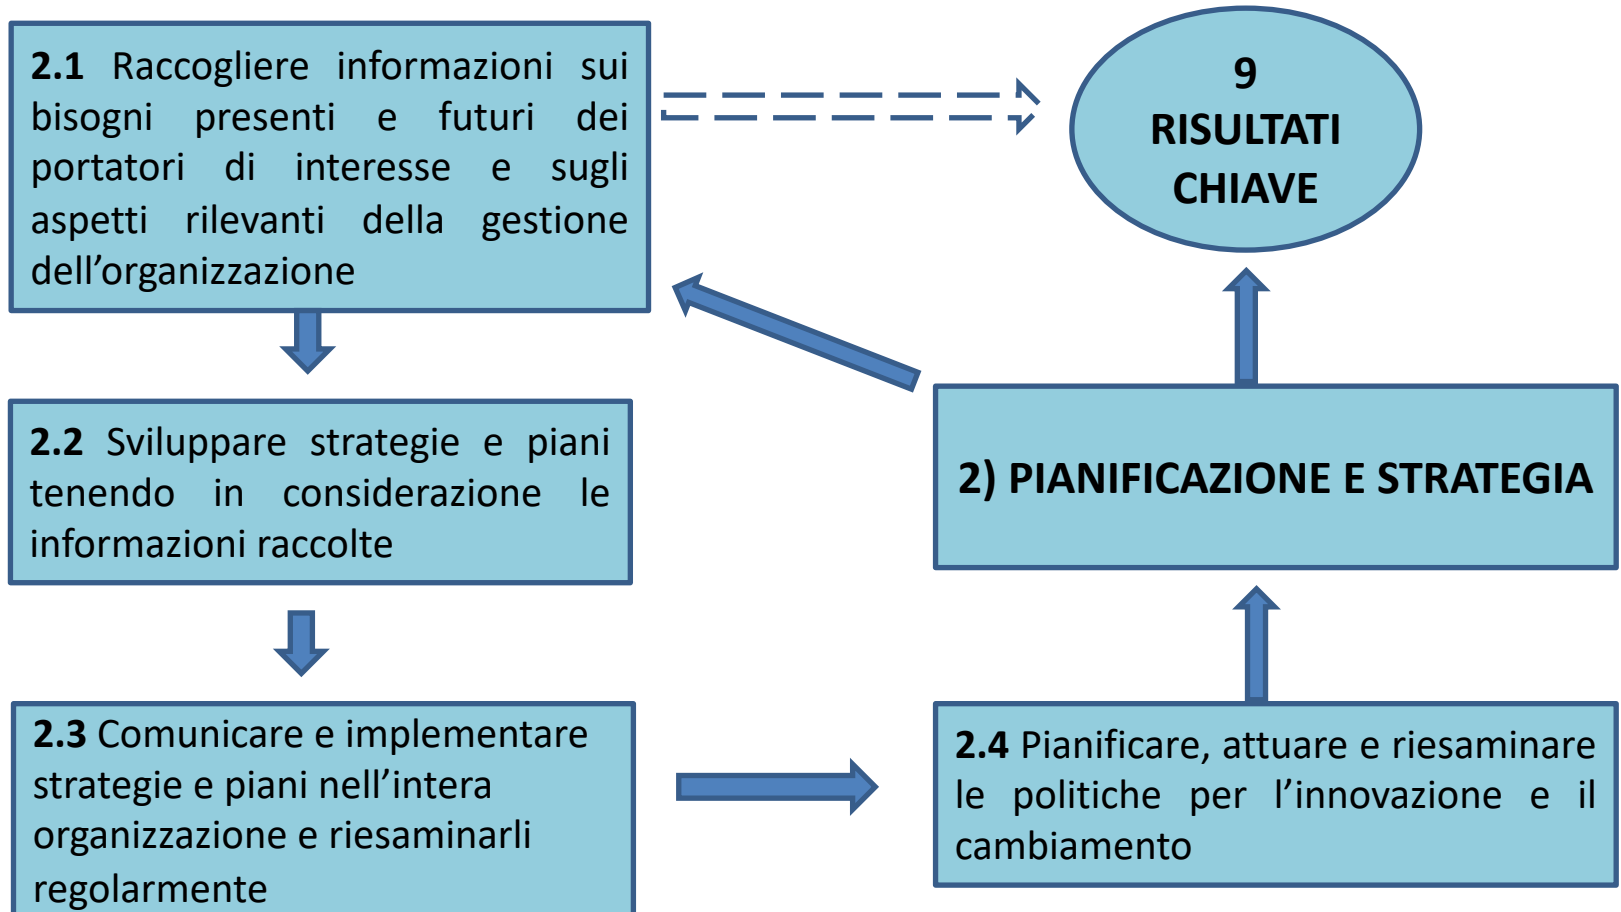 2.1 Raccogliere informazioni sui
bisogni presenti e futuri dei
portatori di interesse e sugli
aspetti rilevanti della gestione
dell’organizzazione
9
RISULTATI
CHIAVE
2.2 Sviluppare strategie e piani
tenendo in considerazione le
informazioni raccolte
2) PIANIFICAZIONE E STRATEGIA
2.3 Comunicare e implementare
strategie e piani nell’intera
organizzazione e riesaminarli
regolarmente
2.4 Pianificare, attuare e riesaminare
le politiche per l’innovazione e il
cambiamento